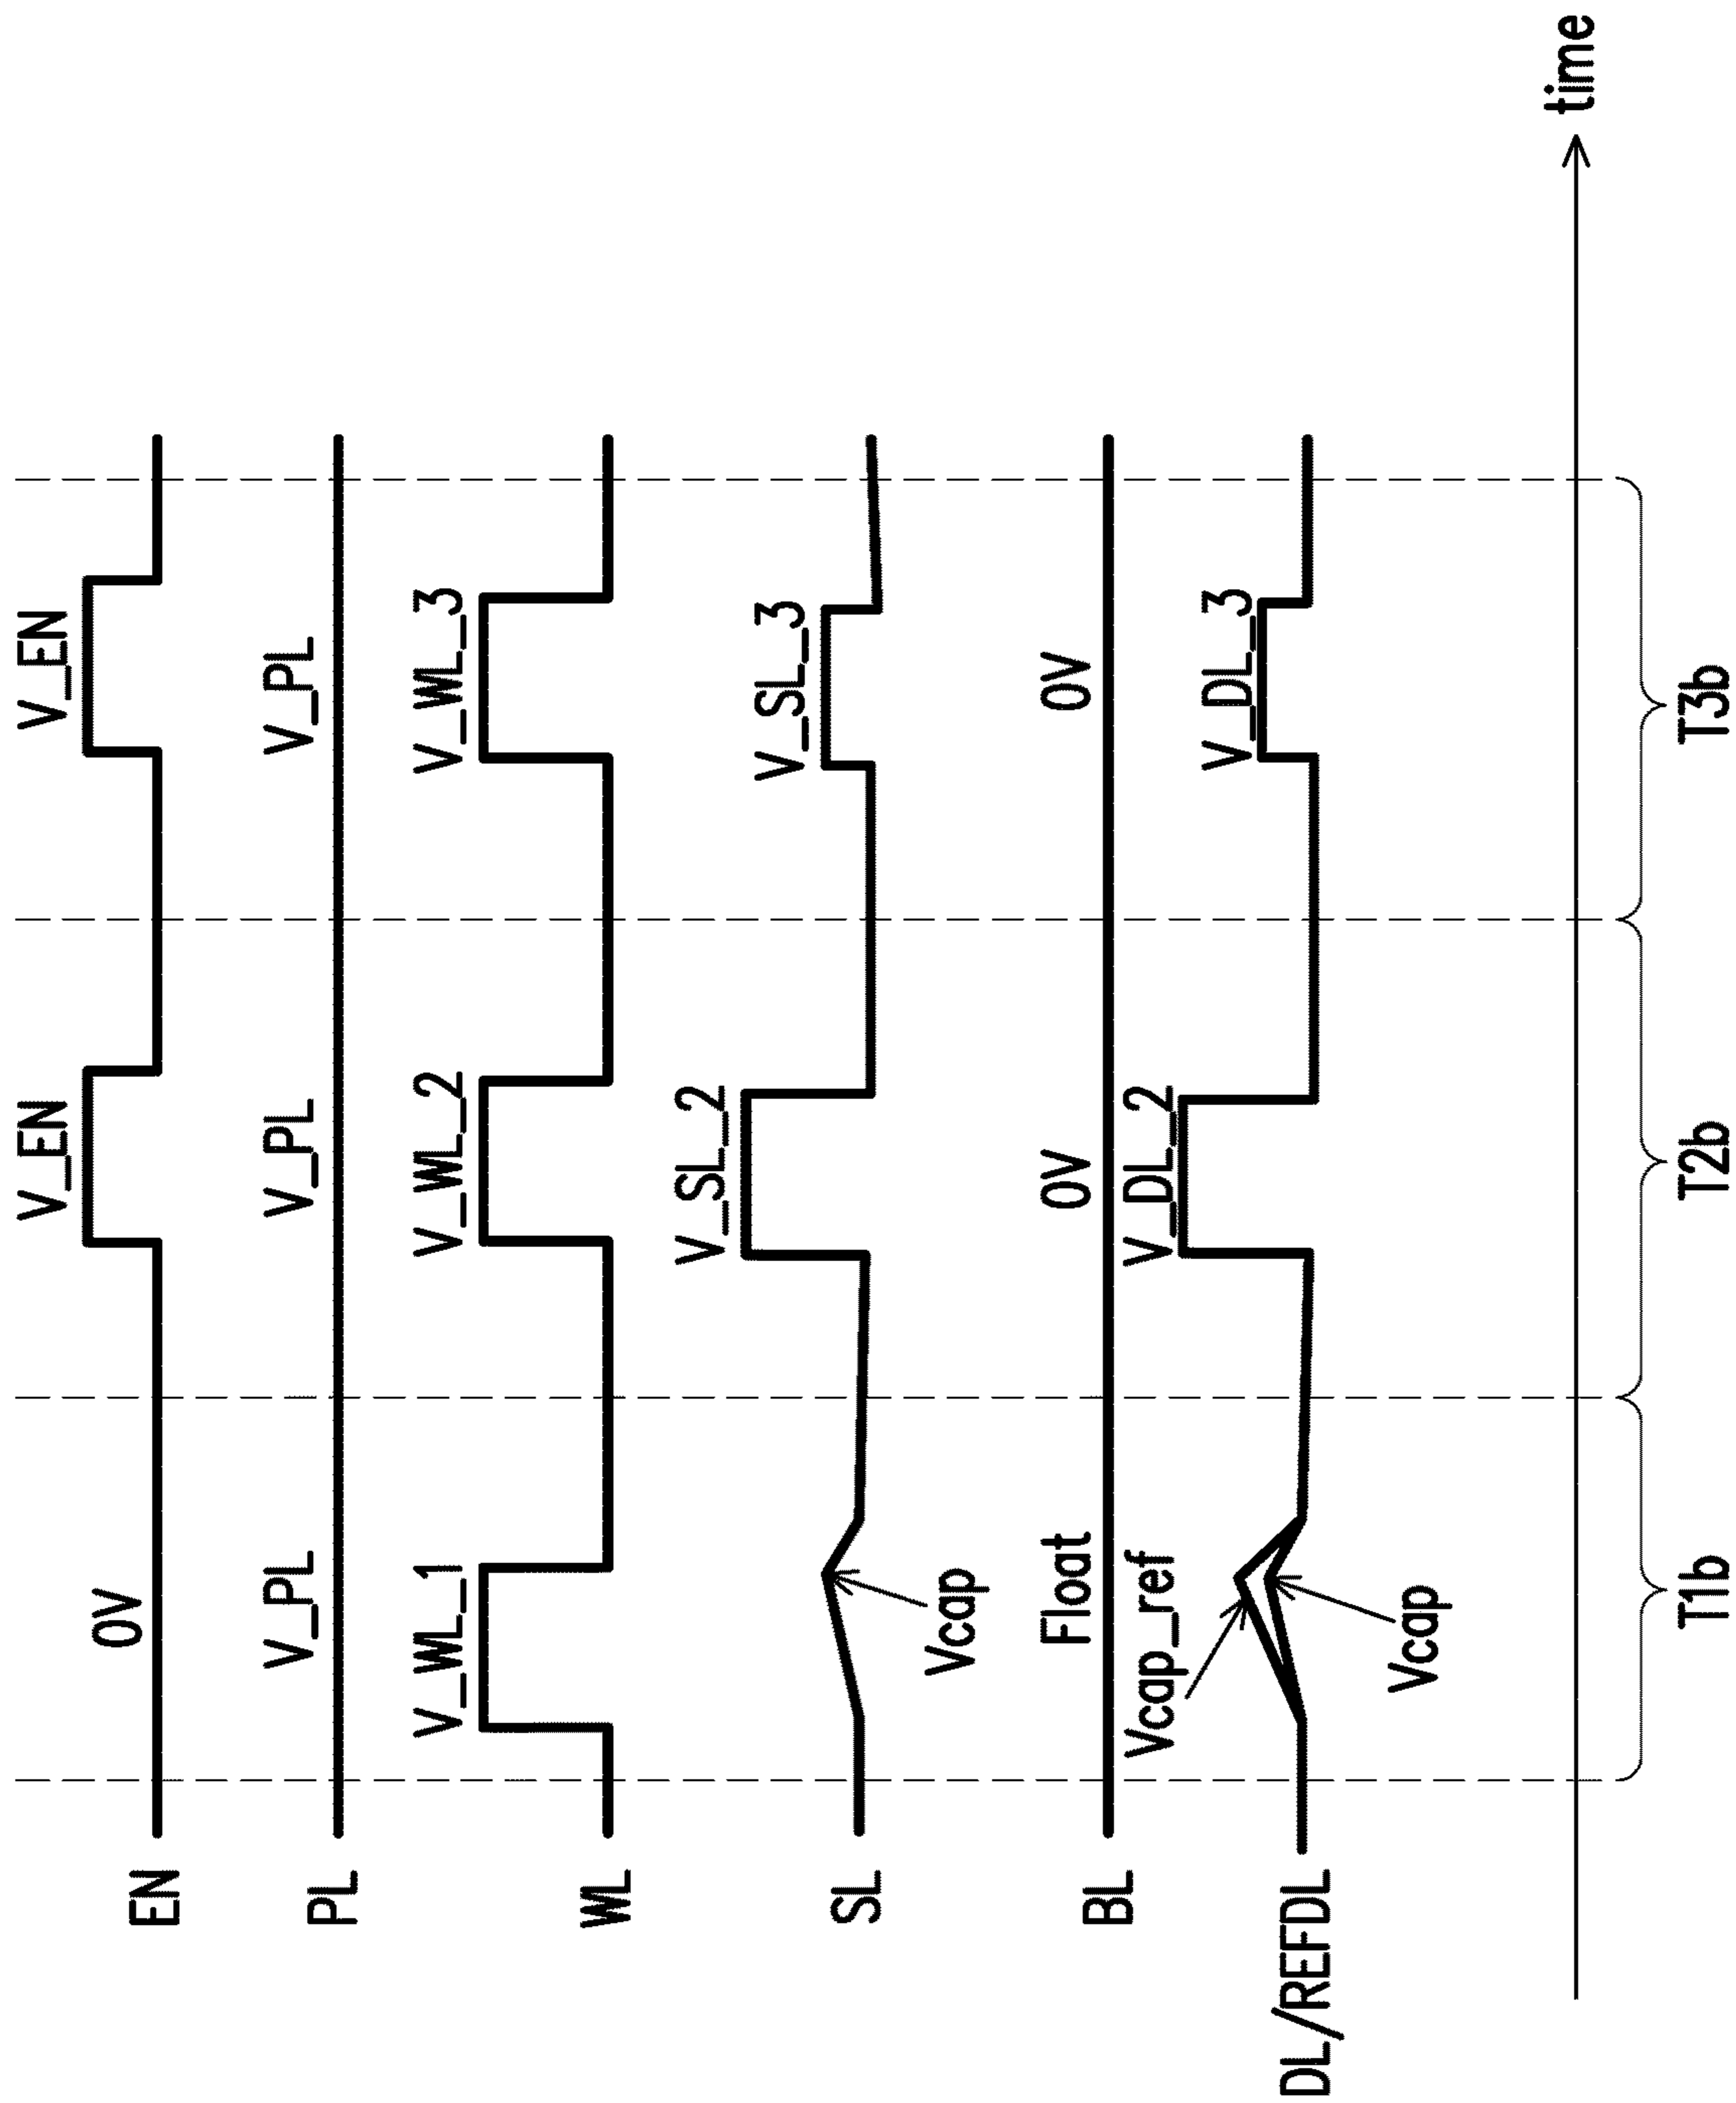 EN
0V
V_EN
V_EN
PL
V_PL
V_PL
V_PL
WL
V_WL_1
V_WL_2
V_WL_3
SL
Vcap
V_SL_2
V_SL_3
BL
Float
0V
0V
DL/REFDL
Vcap_ref
Vcap
V_DL_2
V_DL_3
time
T1b
T2b
T3b